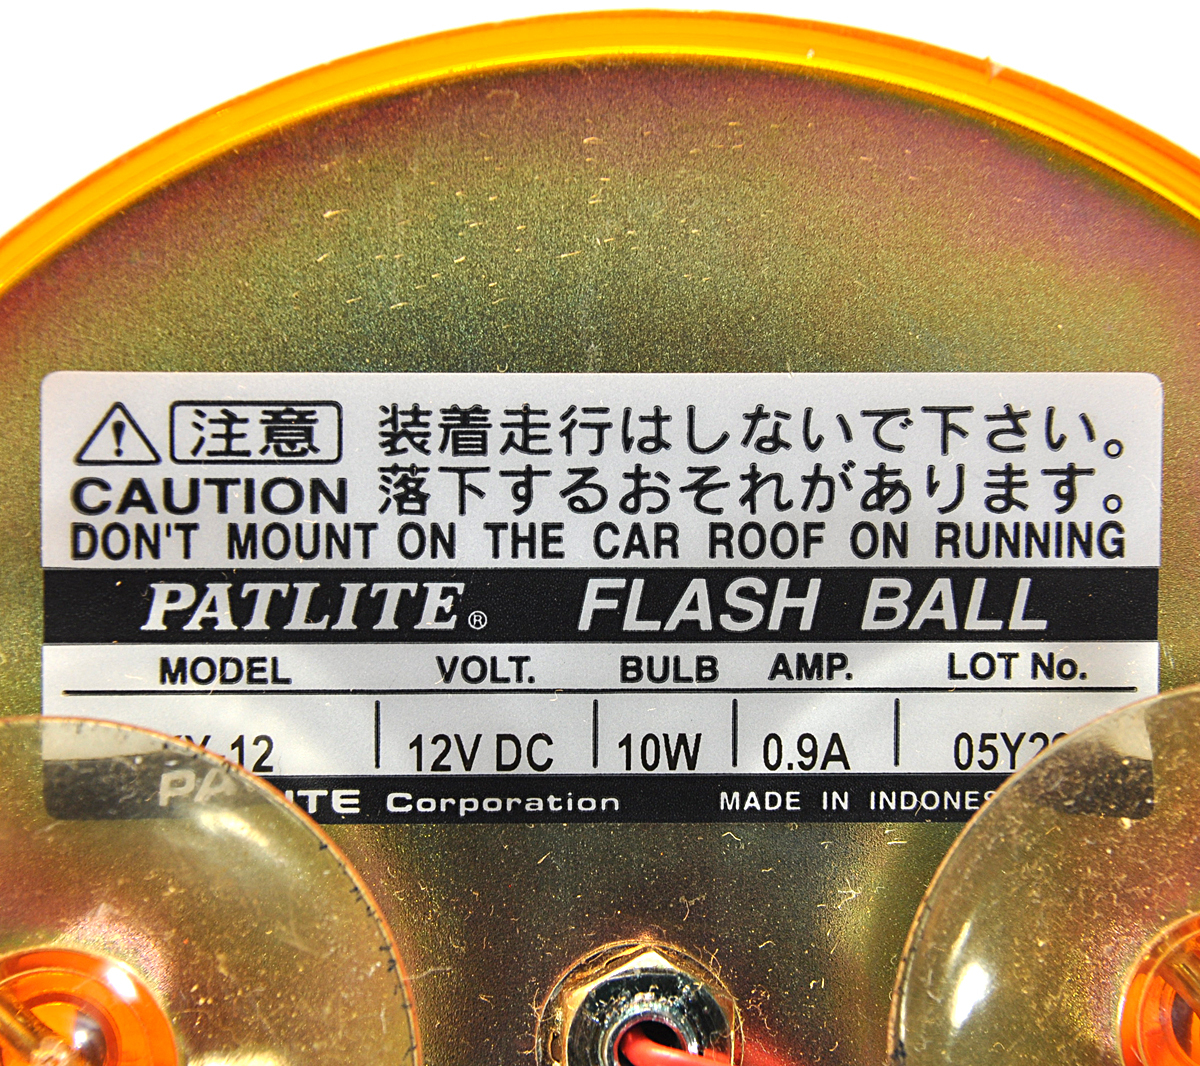 注意 装着走行はしないで下さい。
CAUTION 落下するおそれがあります。
DON'T MOUNT ON THE CAR ROOF ON RUNNING
PATLITE® FLASH BALL
MODEL VOLT. BULB AMP. LOT No.
12V DC 10W 0.9A
PATLITE Corporation MADE IN